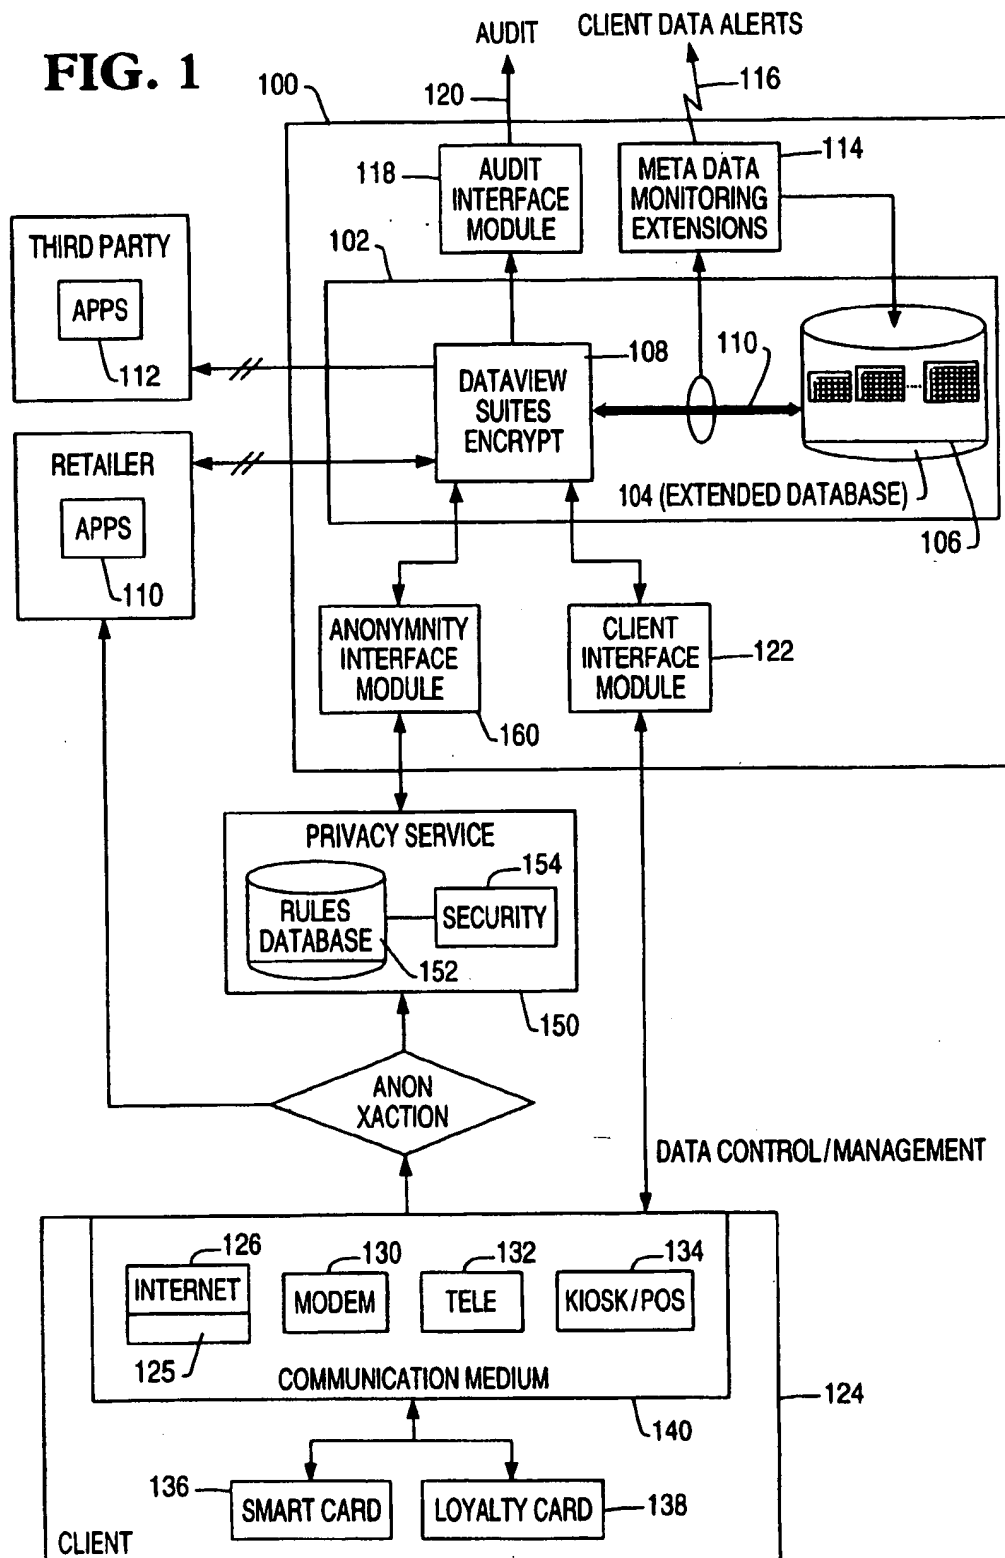 FIG. 1
AUDIT
CLIENT DATA ALERTS
100
120
116
118
AUDIT
INTERFACE
MODULE
META DATA
MONITORING
EXTENSIONS
114
THIRD PARTY
APPS
112
102
108
110
DATAVIEW
SUITES
ENCRYPT
104 (EXTENDED DATABASE)
106
RETAILER
APPS
110
ANONYMNITY
INTERFACE
MODULE
160
CLIENT
INTERFACE
MODULE
122
PRIVACY SERVICE
RULES
DATABASE
152
154
SECURITY
150
ANON
XACTION
DATA CONTROL/MANAGEMENT
126
INTERNET
125
130
MODEM
132
TELE
134
KIOSK/POS
COMMUNICATION MEDIUM
124
140
136
SMART CARD
LOYALTY CARD
138
CLIENT